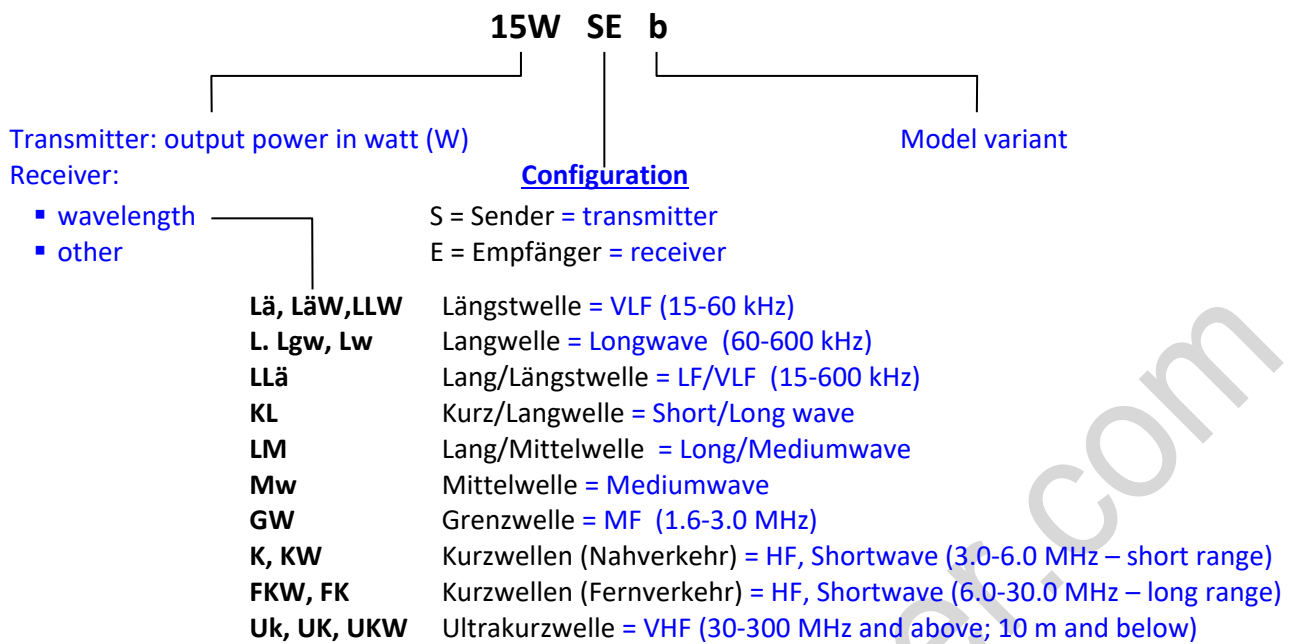 15W SE b
Transmitter: output power in watt (W) Model variant
Receiver: Configuration
▪ wavelength S = Sender = transmitter
▪ other E = Empfänger = receiver
Lä, LäW,LLW Längstwelle = VLF (15-60 kHz)
L. Lgw, Lw Langwelle = Longwave (60-600 kHz)
LLä Lang/Längstwelle = LF/VLF (15-600 kHz)
KL Kurz/Langwelle = Short/Long wave
LM Lang/Mittelwelle = Long/Mediumwave
Mw Mittelwelle = Mediumwave
GW Grenzwelle = MF (1.6-3.0 MHz)
K, KW Kurzwellen (Nahverkehr) = HF, Shortwave (3.0-6.0 MHz – short range)
FKW, FK Kurzwellen (Fernverkehr) = HF, Shortwave (6.0-30.0 MHz – long range)
Uk, UK, UKW Ultrakurzwelle = VHF (30-300 MHz and above; 10 m and below)
er.com